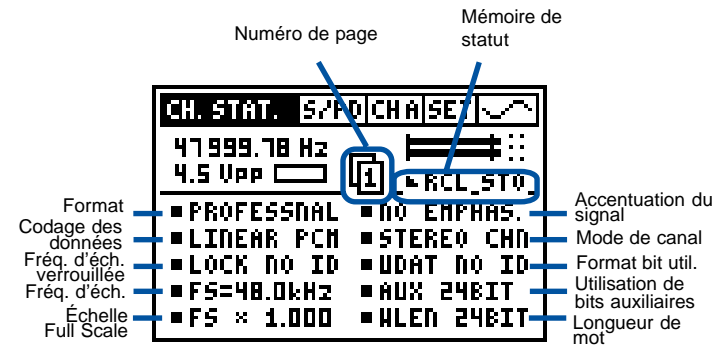 Numéro de page
Mémoire de
statut
CH. STAT. S/PD CH A SET
47999.78 Hz
4.5 Vpp
1
RCL_STO
Format
PROFESSNAL
NO EMPHAS.
Accentuation du
signal
Codage des
données
LINEAR PCM
STEREO CHN
Mode de canal
Fréq. d'éch.
verrouillée
LOCK NO ID
UDAT NO ID
Format bit util.
Fréq. d'éch.
FS=48.0kHz
AUX 24BIT
Utilisation de
bits auxiliaires
Échelle
Full Scale
FS × 1.000
WLEN 24BIT
Longueur de
mot